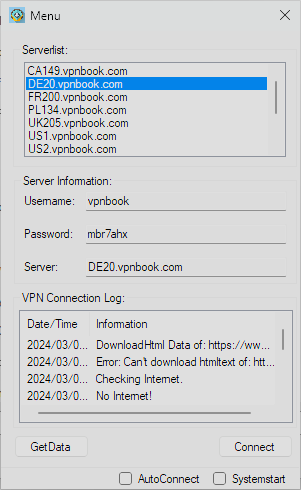 Menu
Serverlist:
CA149.vpnbook.com
DE20.vpnbook.com
FR200.vpnbook.com
PL134.vpnbook.com
UK205.vpnbook.com
US1.vpnbook.com
US2.vpnbook.com
Server Information:
Username: vpnbook
Password: mbr7ahx
Server: DE20.vpnbook.com
VPN Connection Log:
Date/Time Information
2024/03/0... DownloadHtml Data of: https://ww...
2024/03/0... Error: Can't download htmltext of: htt...
2024/03/0... Checking Internet.
2024/03/0... No Internet!
GetData Connect
AutoConnect Systemstart